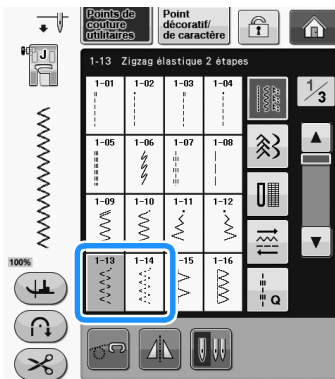 Points de
couture
utilitaires
Point
décoratif/
de caractère
J
1-13 Zigzag élastique 2 étapes
1-01 1-02 1-03 1-04
1/3
1-05 1-06 1-07 1-08
1-09 1-10 1-11 1-12
100%
1-13 1-14 -15 1-16
Q